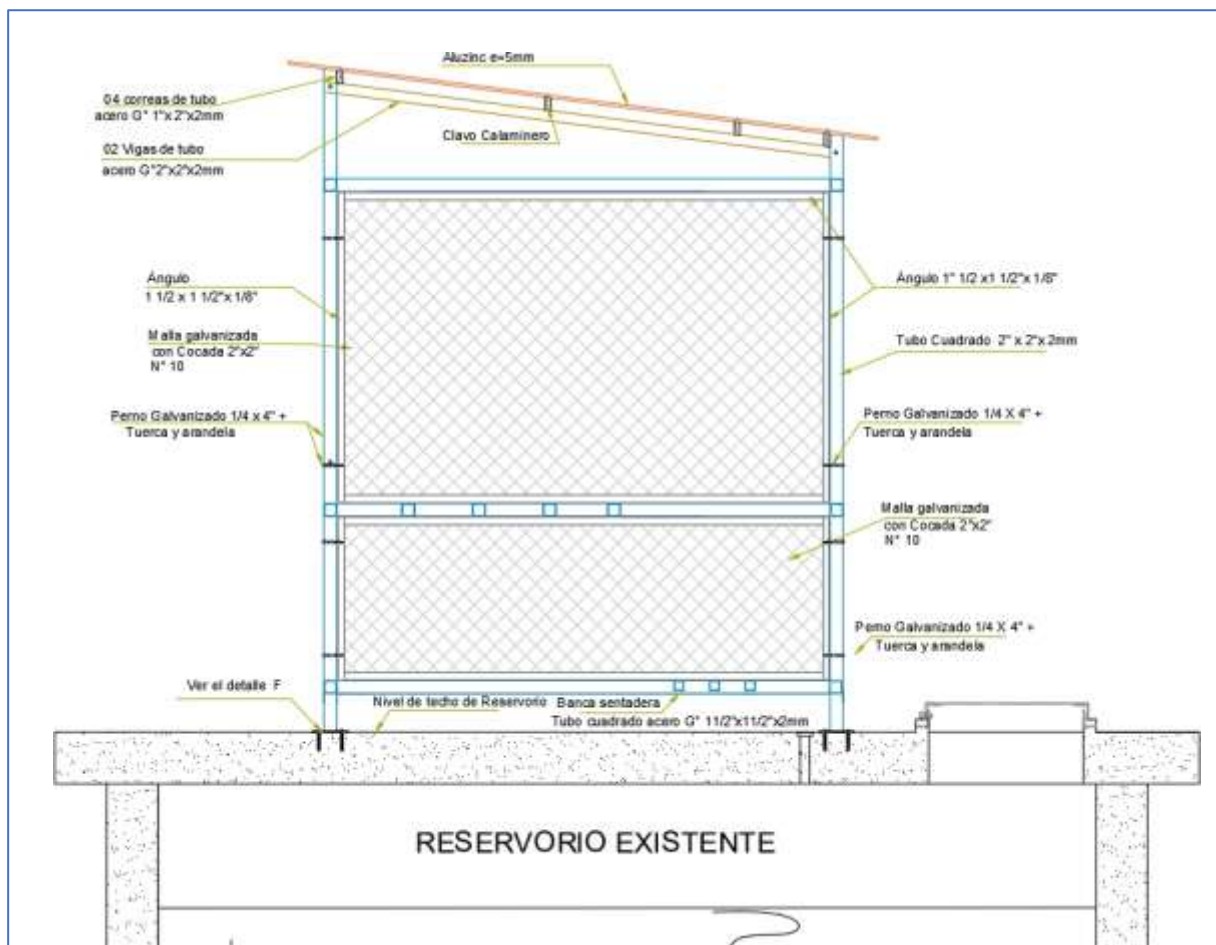 Aluzinc e=5mm
04 correas de tubo
acero G° 1"x 2"x2mm
Clavo Calaminero
02 Vigas de tubo
acero G°2"x2"x2mm
Ángulo
1 1/2 x 1 1/2"x 1/8"
Ángulo 1" 1/2 x1 1/2"x 1/8"
Malla galvanizada
con Cocada 2"x2"
N° 10
Tubo Cuadrado 2" x 2"x 2mm
Perno Galvanizado 1/4 x 4" +
Tuerca y arandela
Perno Galvanizado 1/4 X 4" +
Tuerca y arandela
Malla galvanizada
con Cocada 2"x2"
N° 10
Perno Galvanizado 1/4 X 4" +
Tuerca y arandela
Ver el detalle F
Nivel de techo de Reservorio
Banca sentadera
Tubo cuadrado acero G° 11/2"x11/2"x2mm
RESERVORIO EXISTENTE